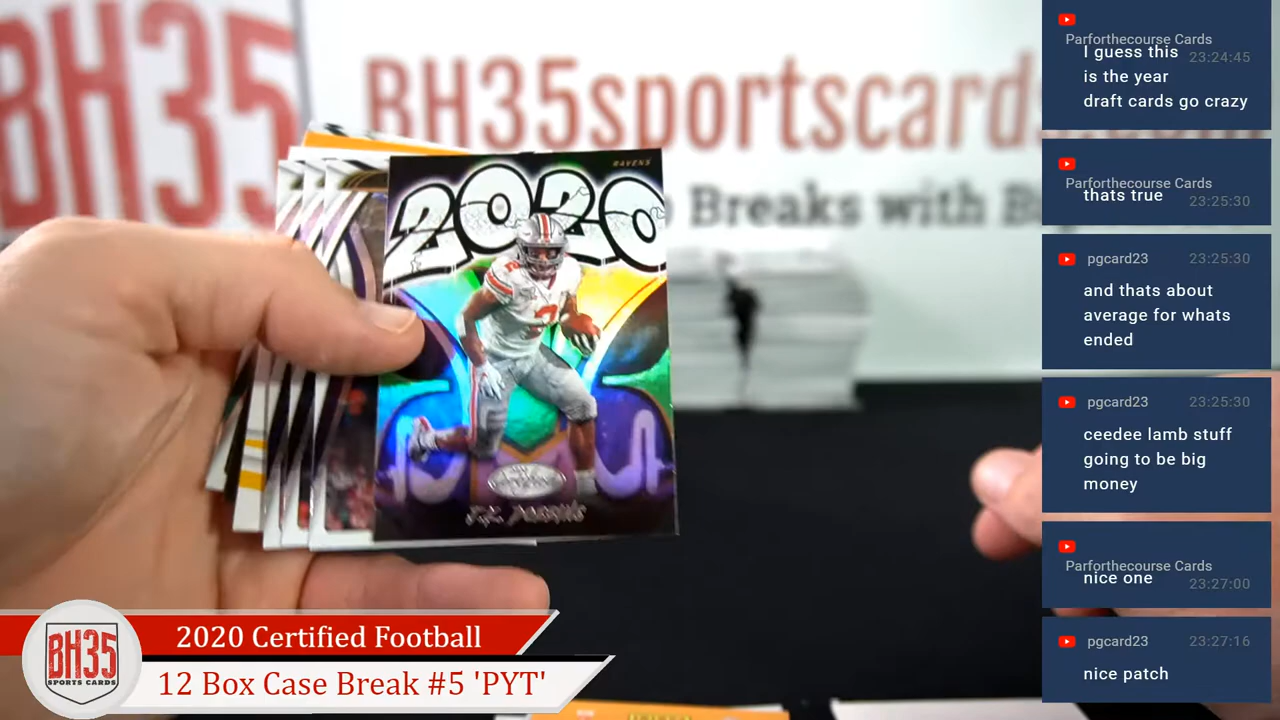 BH35
BH35sportscards
Breaks with B
RAVENS
2020
J.K. Dobbins
2020 Certified Football
12 Box Case Break #5 'PYT'
BH35
SPORTS CARDS
Parforthecourse Cards
23:24:45
I guess this
is the year
draft cards go crazy
Parforthecourse Cards
thats true
23:25:30
pgcard23 23:25:30
and thats about
average for whats
ended
pgcard23 23:25:30
ceedee lamb stuff
going to be big
money
Parforthecourse Cards
nice one
23:27:00
pgcard23 23:27:16
nice patch